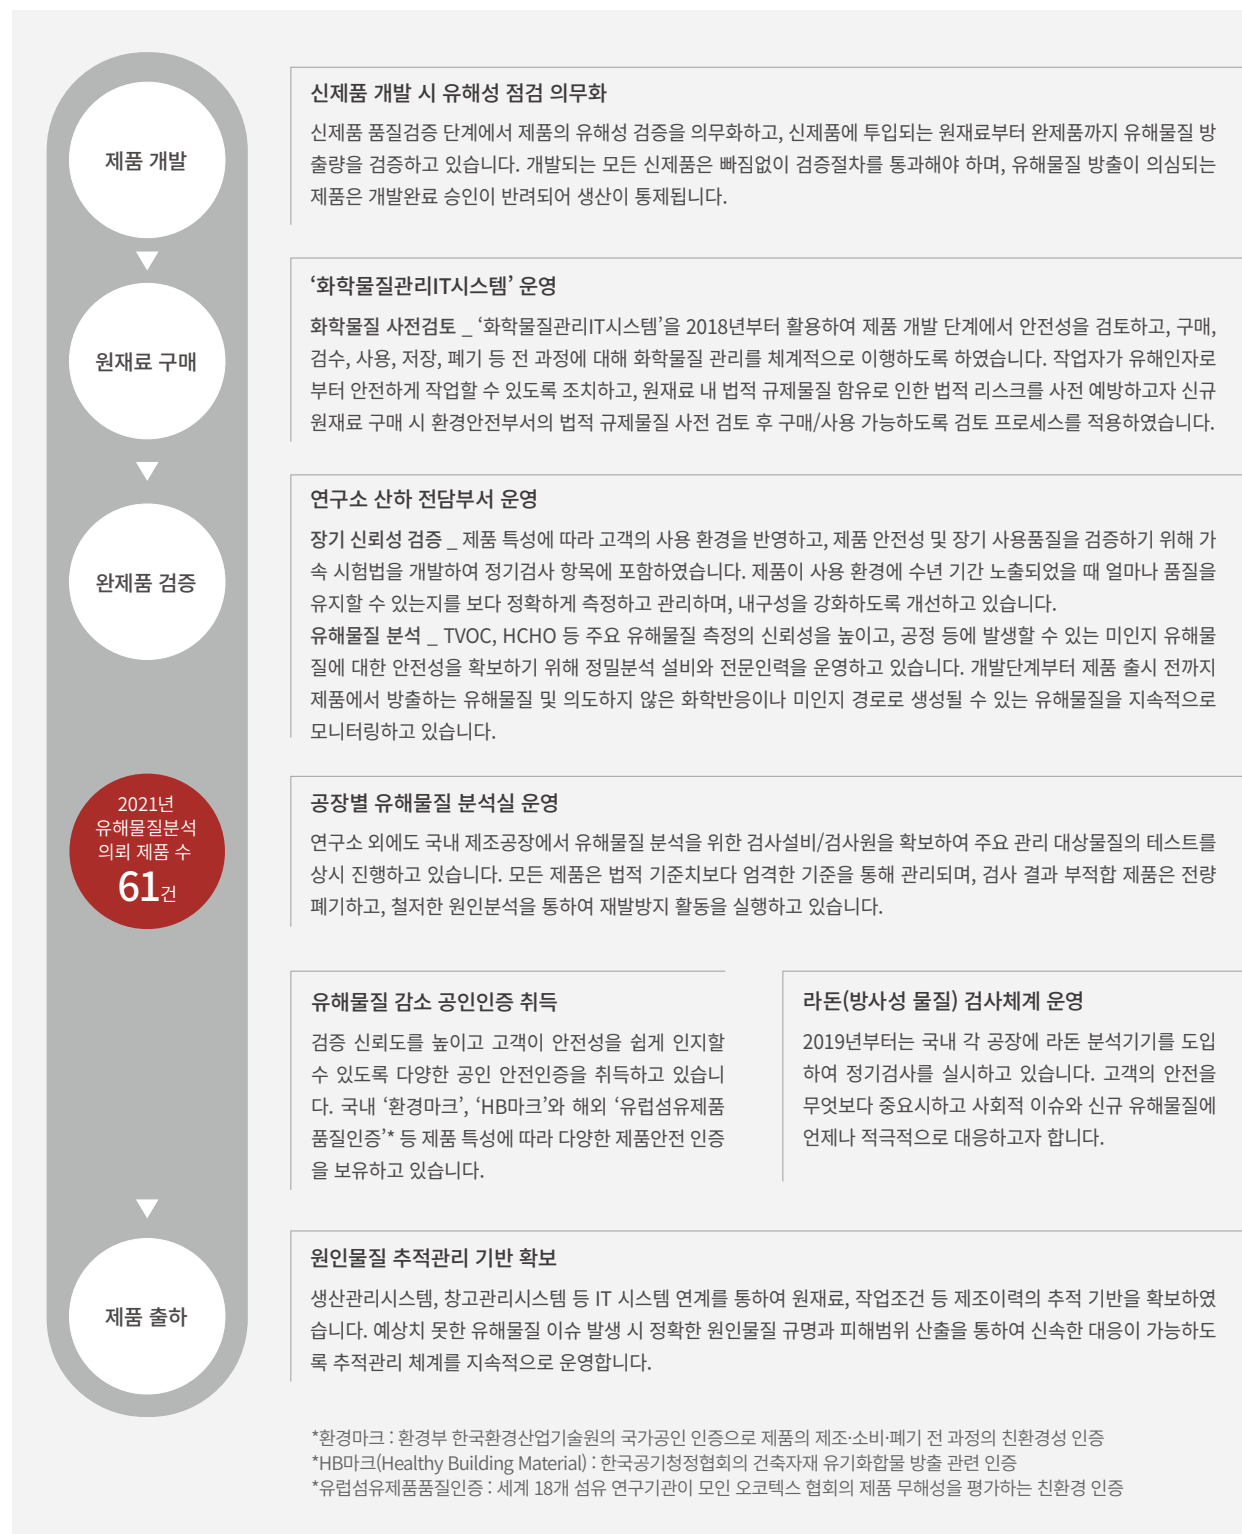 제품 개발
신제품 개발 시 유해성 점검 의무화
신제품 품질검증 단계에서 제품의 유해성 검증을 의무화하고, 신제품에 투입되는 원재료부터 완제품까지 유해물질 방
출량을 검증하고 있습니다. 개발되는 모든 신제품은 빠짐없이 검증절차를 통과해야 하며, 유해물질 방출이 의심되는
제품은 개발완료 승인이 반려되어 생산이 통제됩니다.
원재료 구매
‘화학물질관리IT시스템’ 운영
화학물질 사전검토 _ ‘화학물질관리IT시스템’을 2018년부터 활용하여 제품 개발 단계에서 안전성을 검토하고, 구매,
검수, 사용, 저장, 폐기 등 전 과정에 대해 화학물질 관리를 체계적으로 이행하도록 하였습니다. 작업자가 유해인자로
부터 안전하게 작업할 수 있도록 조치하고, 원재료 내 법적 규제물질 함유로 인한 법적 리스크를 사전 예방하고자 신규
원재료 구매 시 환경안전부서의 법적 규제물질 사전 검토 후 구매/사용 가능하도록 검토 프로세스를 적용하였습니다.
완제품 검증
연구소 산하 전담부서 운영
장기 신뢰성 검증 _ 제품 특성에 따라 고객의 사용 환경을 반영하고, 제품 안전성 및 장기 사용품질을 검증하기 위해 가
속 시험법을 개발하여 정기검사 항목에 포함하였습니다. 제품이 사용 환경에 수년 기간 노출되었을 때 얼마나 품질을
유지할 수 있는지를 보다 정확하게 측정하고 관리하며, 내구성을 강화하도록 개선하고 있습니다.
유해물질 분석 _ TVOC, HCHO 등 주요 유해물질 측정의 신뢰성을 높이고, 공정 등에 발생할 수 있는 미인지 유해물
질에 대한 안전성을 확보하기 위해 정밀분석 설비와 전문인력을 운영하고 있습니다. 개발단계부터 제품 출시 전까지
제품에서 방출하는 유해물질 및 의도하지 않은 화학반응이나 미인지 경로로 생성될 수 있는 유해물질을 지속적으로
모니터링하고 있습니다.
2021년
유해물질분석
의뢰 제품 수
61건
공장별 유해물질 분석실 운영
연구소 외에도 국내 제조공장에서 유해물질 분석을 위한 검사설비/검사원을 확보하여 주요 관리 대상물질의 테스트를
상시 진행하고 있습니다. 모든 제품은 법적 기준치보다 엄격한 기준을 통해 관리되며, 검사 결과 부적합 제품은 전량
폐기하고, 철저한 원인분석을 통하여 재발방지 활동을 실행하고 있습니다.
유해물질 감소 공인인증 취득
검증 신뢰도를 높이고 고객이 안전성을 쉽게 인지할
수 있도록 다양한 공인 안전인증을 취득하고 있습니
다. 국내 ‘환경마크’, ‘HB마크’와 해외 ‘유럽섬유제품
품질인증’* 등 제품 특성에 따라 다양한 제품안전 인증
을 보유하고 있습니다.
라돈(방사성 물질) 검사체계 운영
2019년부터는 국내 각 공장에 라돈 분석기기를 도입
하여 정기검사를 실시하고 있습니다. 고객의 안전을
무엇보다 중요시하고 사회적 이슈와 신규 유해물질에
언제나 적극적으로 대응하고자 합니다.
제품 출하
원인물질 추적관리 기반 확보
생산관리시스템, 창고관리시스템 등 IT 시스템 연계를 통하여 원재료, 작업조건 등 제조이력의 추적 기반을 확보하였
습니다. 예상치 못한 유해물질 이슈 발생 시 정확한 원인물질 규명과 피해범위 산출을 통하여 신속한 대응이 가능하도
록 추적관리 체계를 지속적으로 운영합니다.
*환경마크 : 환경부 한국환경산업기술원의 국가공인 인증으로 제품의 제조·소비·폐기 전 과정의 친환경성 인증
*HB마크(Healthy Building Material) : 한국공기청정협회의 건축자재 유기화합물 방출 관련 인증
*유럽섬유제품품질인증 : 세계 18개 섬유 연구기관이 모인 오코텍스 협회의 제품 무해성을 평가하는 친환경 인증